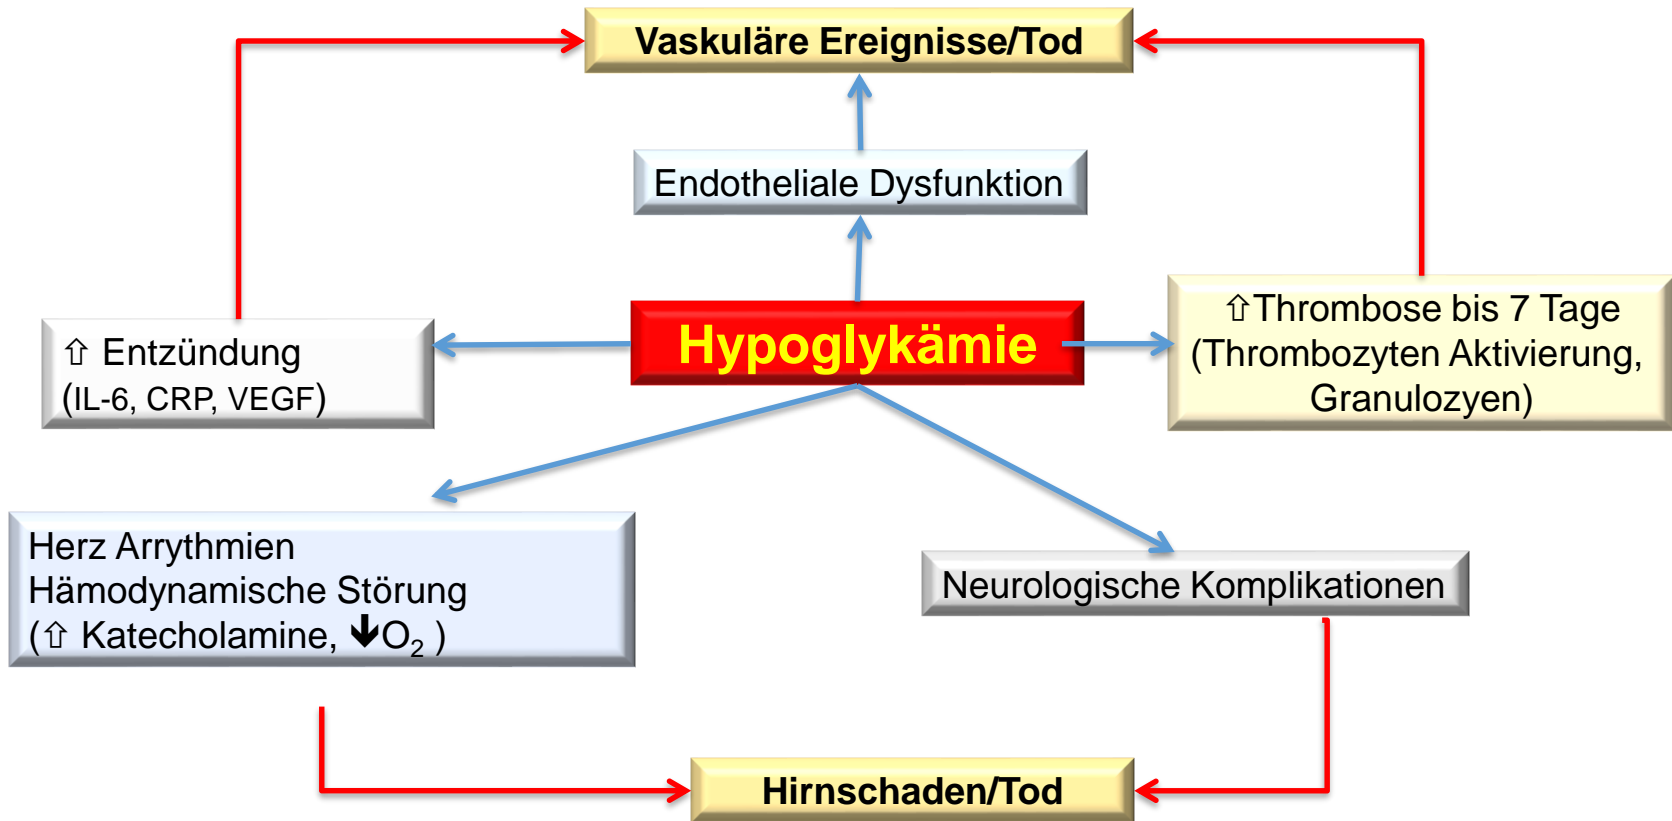 Vaskuläre Ereignisse/Tod
Endotheliale Dysfunktion
⇧ Entzündung
(IL-6, CRP, VEGF)
Hypoglykämie
⇧Thrombose bis 7 Tage
(Thrombozyten Aktivierung,
Granulozyen)
Herz Arrythmien
Hämodynamische Störung
(⇧ Katecholamine, 🡻O₂ )
Neurologische Komplikationen
Hirnschaden/Tod